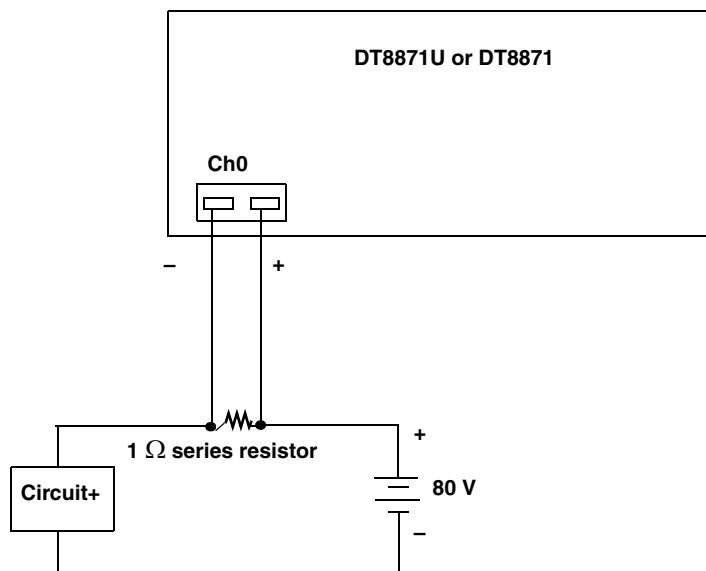 DT8871U or DT8871
Ch0
– +
1 Ω series resistor
+
Circuit+
80 V
–